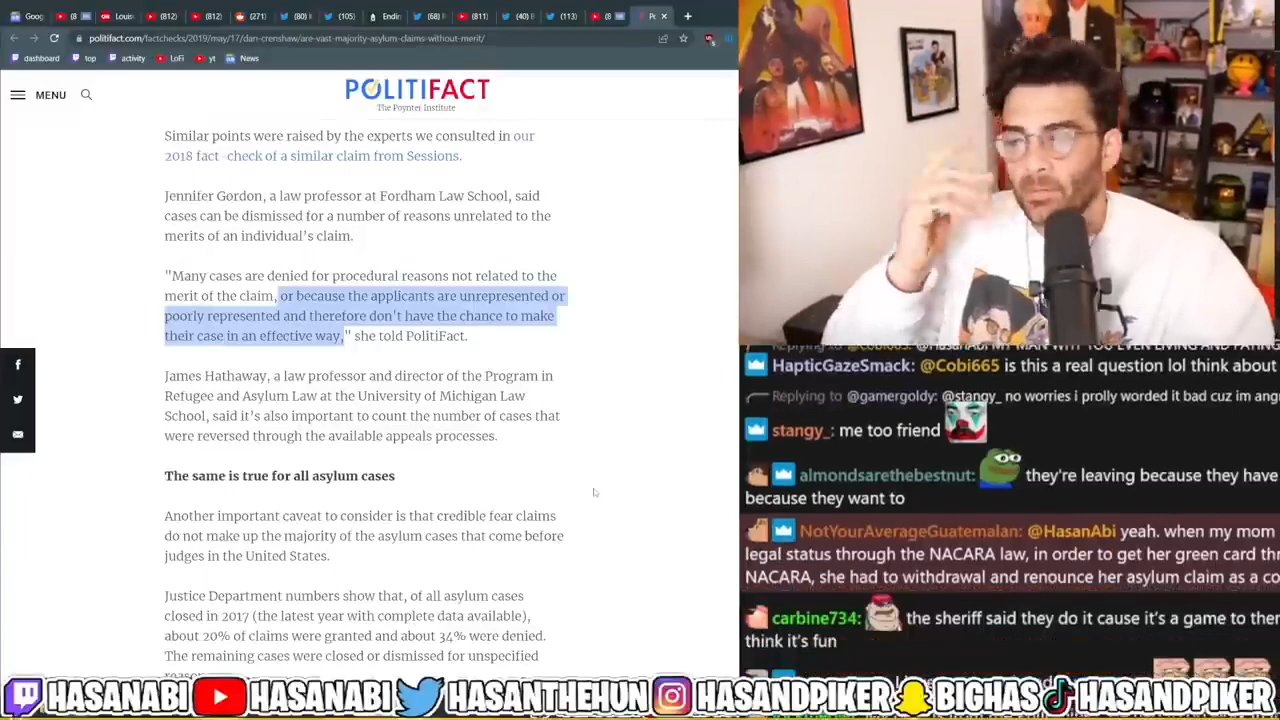 Goog
(8
Louis
(812)
(812)
(271)
(80)
(105)
Endin
(68)
(811)
(40)
(113)
(8
politifact.com/factchecks/2019/may/17/dan-crenshaw/are-vast-majority-asylum-claims-without-merit/
dashboard
top
activity
LoFi
yt
News
MENU
POLITIFACT
The Poynter Institute
Similar points were raised by the experts we consulted in our
2018 fact-check of a similar claim from Sessions.
Jennifer Gordon, a law professor at Fordham Law School, said
cases can be dismissed for a number of reasons unrelated to the
merits of an individual's claim.
"Many cases are denied for procedural reasons not related to the
merit of the claim, or because the applicants are unrepresented or
poorly represented and therefore don't have the chance to make
their case in an effective way," she told PolitiFact.
James Hathaway, a law professor and director of the Program in
Refugee and Asylum Law at the University of Michigan Law
School, said it's also important to count the number of cases that
were reversed through the available appeals processes.
The same is true for all asylum cases
Another important caveat to consider is that credible fear claims
do not make up the majority of the asylum cases that come before
judges in the United States.
Justice Department numbers show that, of all asylum cases
closed in 2017 (the latest year with complete data available),
about 20% of claims were granted and about 34% were denied.
The remaining cases were closed or dismissed for unspecified
HapticGazeSmack: @Cobi665 is this a real question lol think about
Replying to @gamergoldy: @stangy_ no worries i prolly worded it bad cuz im angr
stangy_: me too friend
almondsarethebestnut: they're leaving because they have
because they want to
NotYourAverageGuatemalan: @HasanAbi yeah. when my mom
legal status through the NACARA law, in order to get her green card thr
NACARA, she had to withdrawal and renounce her asylum claim as a co
carbine734: the sheriff said they do it cause it's a game to them
think it's fun
HASANABI HASANABI HASANTHEHUN HASANDPIKER BIGHAS HASANDPIKER